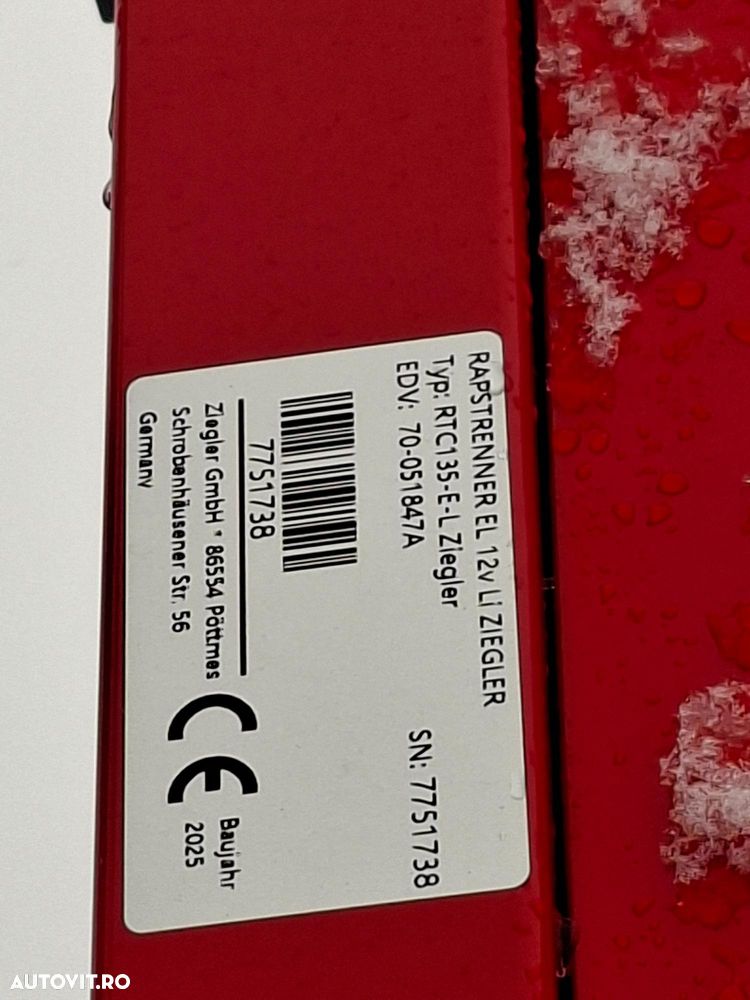 RAPSTRENNER EL 12v Li ZIEGLER
Typ: RTC135-E-L Ziegler
EDV: 70-051847A SN: 7751738
7751738
Ziegler GmbH * 86554 Pöttmes
Schrobenhäusener Str. 56
Germany
CE Baujahr
2025
AUTOVIT.RO